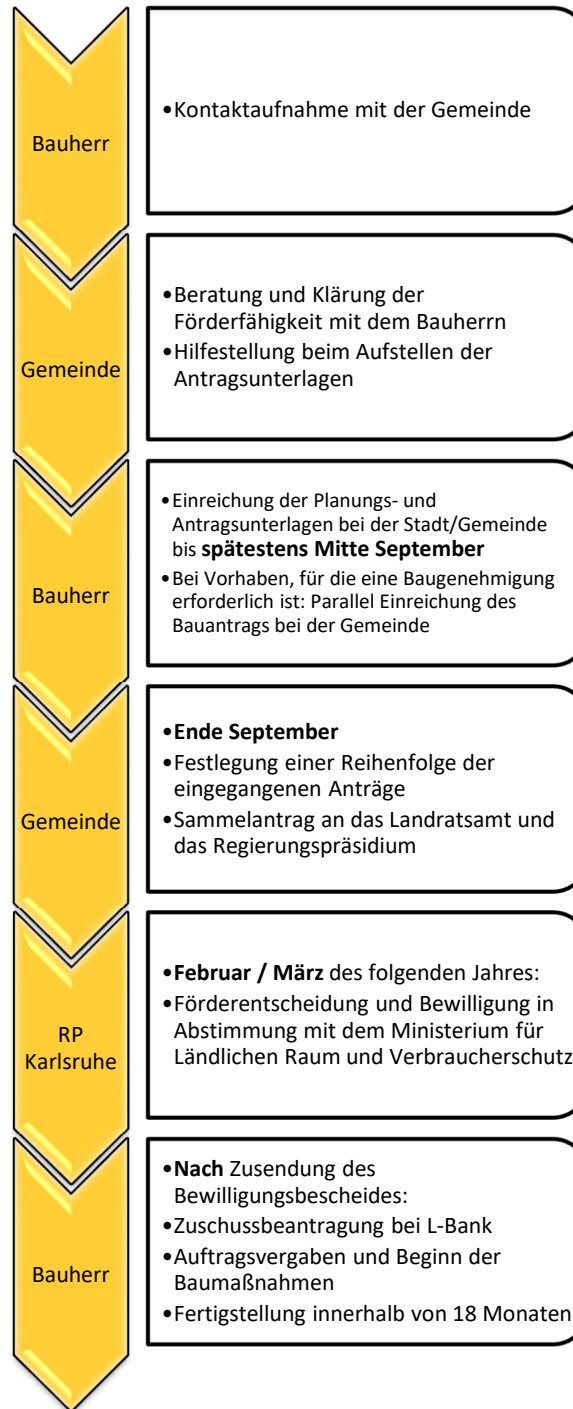 Bauherr
•Kontaktaufnahme mit der Gemeinde
Gemeinde
•Beratung und Klärung der
Förderfähigkeit mit dem Bauherrn
•Hilfestellung beim Aufstellen der
Antragsunterlagen
Bauherr
•Einreichung der Planungs- und
Antragsunterlagen bei der Stadt/Gemeinde
bis spätestens Mitte September
•Bei Vorhaben, für die eine Baugenehmigung
erforderlich ist: Parallel Einreichung des
Bauantrags bei der Gemeinde
Gemeinde
•Ende September
•Festlegung einer Reihenfolge der
eingegangenen Anträge
•Sammelantrag an das Landratsamt und
das Regierungspräsidium
RP
Karlsruhe
•Februar / März des folgenden Jahres:
•Förderentscheidung und Bewilligung in
Abstimmung mit dem Ministerium für
Ländlichen Raum und Verbraucherschutz
Bauherr
•Nach Zusendung des
Bewilligungsbescheides:
•Zuschussbeantragung bei L-Bank
•Auftragsvergaben und Beginn der
Baumaßnahmen
•Fertigstellung innerhalb von 18 Monaten